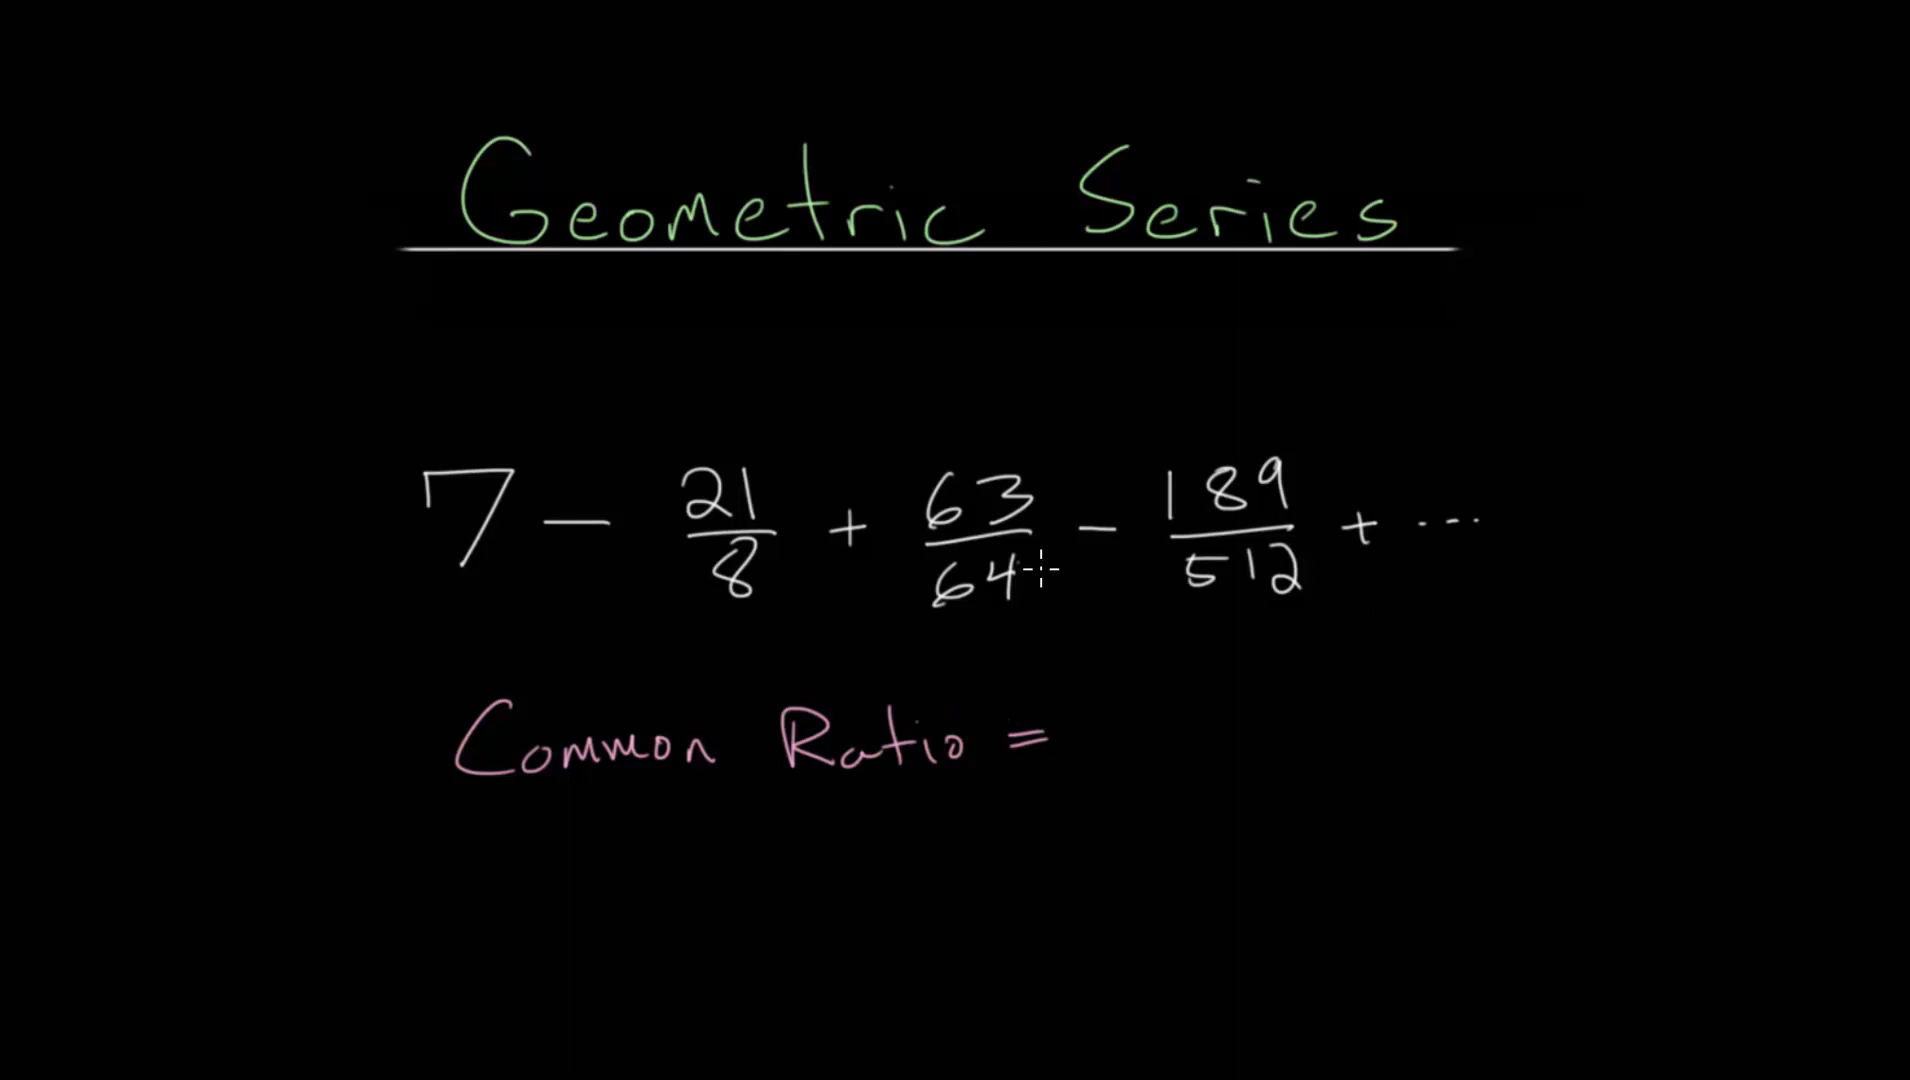 Geometric Series
7 - 21/8 + 63/64 - 189/512 + ...
Common Ratio =